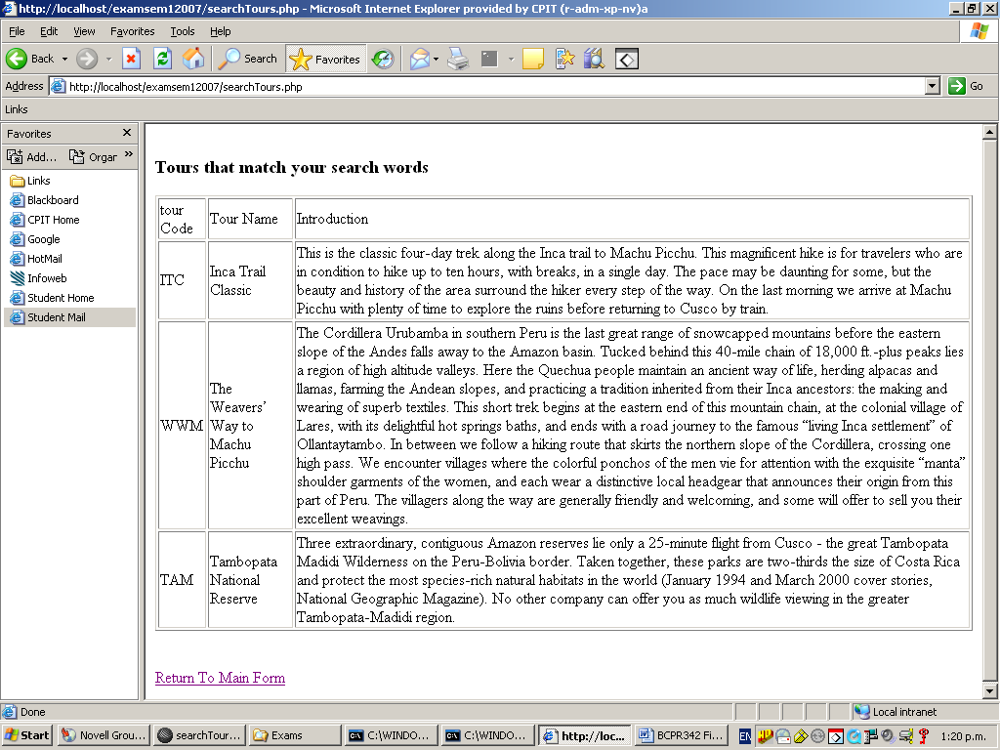 http://localhost/examsem12007/searchTours.php - Microsoft Internet Explorer provided by CPIT (r-adm-xp-nv)a
File Edit View Favorites Tools Help
Back Search Favorites
Address http://localhost/examsem12007/searchTours.php Go
Links
Favorites
Add... Orgar »
Links
Blackboard
CPIT Home
Google
HotMail
Infoweb
Student Home
Student Mail
Tours that match your search words
tour
Code
Tour Name
Introduction
ITC
Inca Trail
Classic
This is the classic four-day trek along the Inca trail to Machu Picchu. This magnificent hike is for travelers who are
in condition to hike up to ten hours, with breaks, in a single day. The pace may be daunting for some, but the
beauty and history of the area surround the hiker every step of the way. On the last morning we arrive at Machu
Picchu with plenty of time to explore the ruins before returning to Cusco by train.
WWM
The
Weavers’
Way to
Machu
Picchu
The Cordillera Urubamba in southern Peru is the last great range of snowcapped mountains before the eastern
slope of the Andes falls away to the Amazon basin. Tucked behind this 40-mile chain of 18,000 ft.-plus peaks lies
a region of high altitude valleys. Here the Quechua people maintain an ancient way of life, herding alpacas and
llamas, farming the Andean slopes, and practicing a tradition inherited from their Inca ancestors: the making and
wearing of superb textiles. This short trek begins at the eastern end of this mountain chain, at the colonial village of
Lares, with its delightful hot springs baths, and ends with a road journey to the famous “living Inca settlement” of
Ollantaytambo. In between we follow a hiking route that skirts the northern slope of the Cordillera, crossing one
high pass. We encounter villages where the colorful ponchos of the men vie for attention with the exquisite “manta”
shoulder garments of the women, and each wear a distinctive local headgear that announces their origin from this
part of Peru. The villagers along the way are generally friendly and welcoming, and some will offer to sell you their
excellent weavings.
TAM
Tambopata
National
Reserve
Three extraordinary, contiguous Amazon reserves lie only a 25-minute flight from Cusco - the great Tambopata
Madidi Wilderness on the Peru-Bolivia border. Taken together, these parks are two-thirds the size of Costa Rica
and protect the most species-rich natural habitats in the world (January 1994 and March 2000 cover stories,
National Geographic Magazine). No other company can offer you as much wildlife viewing in the greater
Tambopata-Madidi region.
Return To Main Form
Done Local intranet
Start Novell Grou... searchTour... Exams C:\WINDO... C:\WINDO... http://loc... BCPR342 Fi... EN 1:20 p.m.